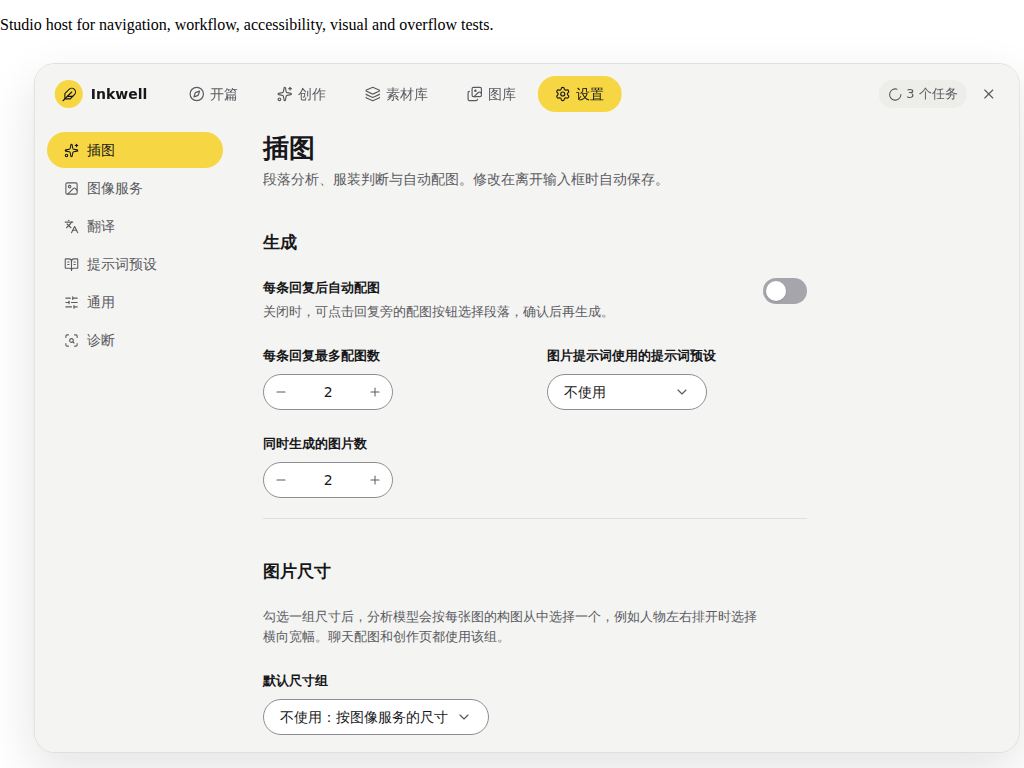 Studio host for navigation, workflow, accessibility, visual and overflow tests.
Inkwell
开篇
创作
素材库
图库
设置
3 个任务
插图
图像服务
翻译
提示词预设
通用
诊断
插图
段落分析、服装判断与自动配图。修改在离开输入框时自动保存。
生成
每条回复后自动配图
关闭时，可点击回复旁的配图按钮选择段落，确认后再生成。
每条回复最多配图数
2
图片提示词使用的提示词预设
不使用
同时生成的图片数
2
图片尺寸
勾选一组尺寸后，分析模型会按每张图的构图从中选择一个，例如人物左右排开时选择
横向宽幅。聊天配图和创作页都使用该组。
默认尺寸组
不使用：按图像服务的尺寸